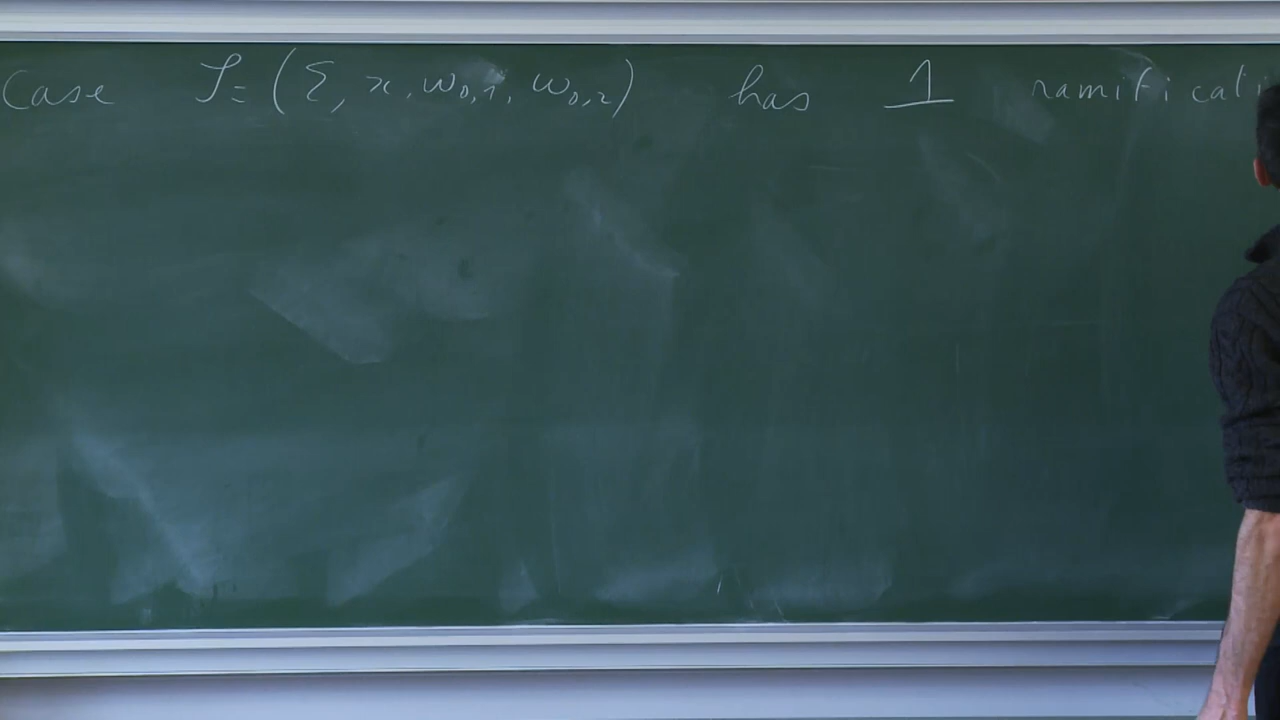 Case 𝒮 = (Σ, x, ω₀,₁, ω₀,₂) has 1 ramificati